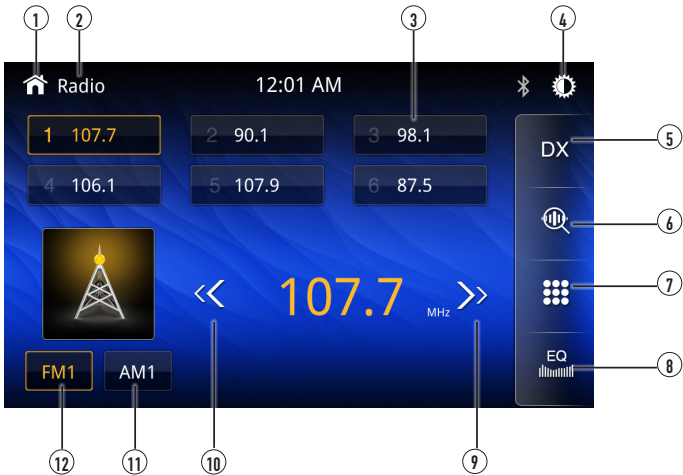 1 2 3 4
Radio 12:01 AM
1 107.7 2 90.1 3 98.1
DX 5
4 106.1 5 107.9 6 87.5
6
107.7 MHz
7
EQ 8
FM1 AM1
12 11 10 9